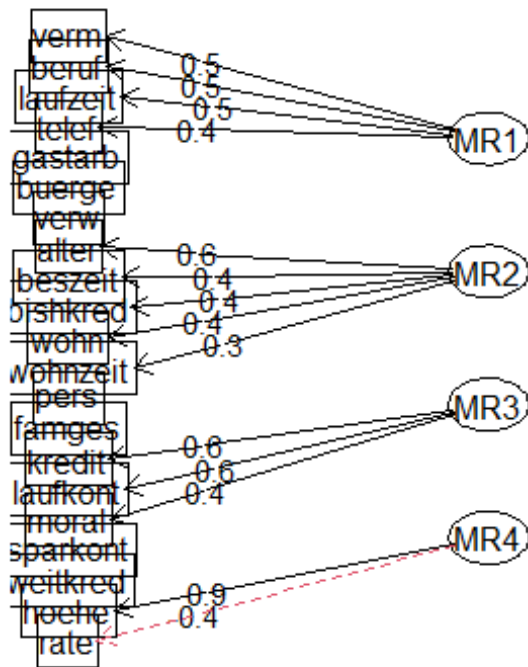 verm
beruf
laufzeit
telef
gastarb
buerge
verw
alter
beszeit
bishkred
wohn
wohnzeit
pers
famges
kredit
laufkont
moral
sparkont
weitkred
hoehe
rate
0.5
0.5
0.5
0.4
0.6
0.4
0.4
0.4
0.3
0.6
0.6
0.4
0.9
0.4
MR1
MR2
MR3
MR4